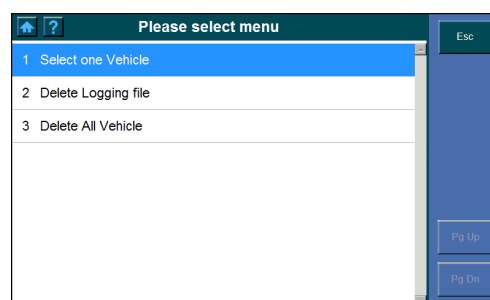 ? Please select menu
Esc
1 Select one Vehicle
2 Delete Logging file
3 Delete All Vehicle
Pg Up
Pg Dn